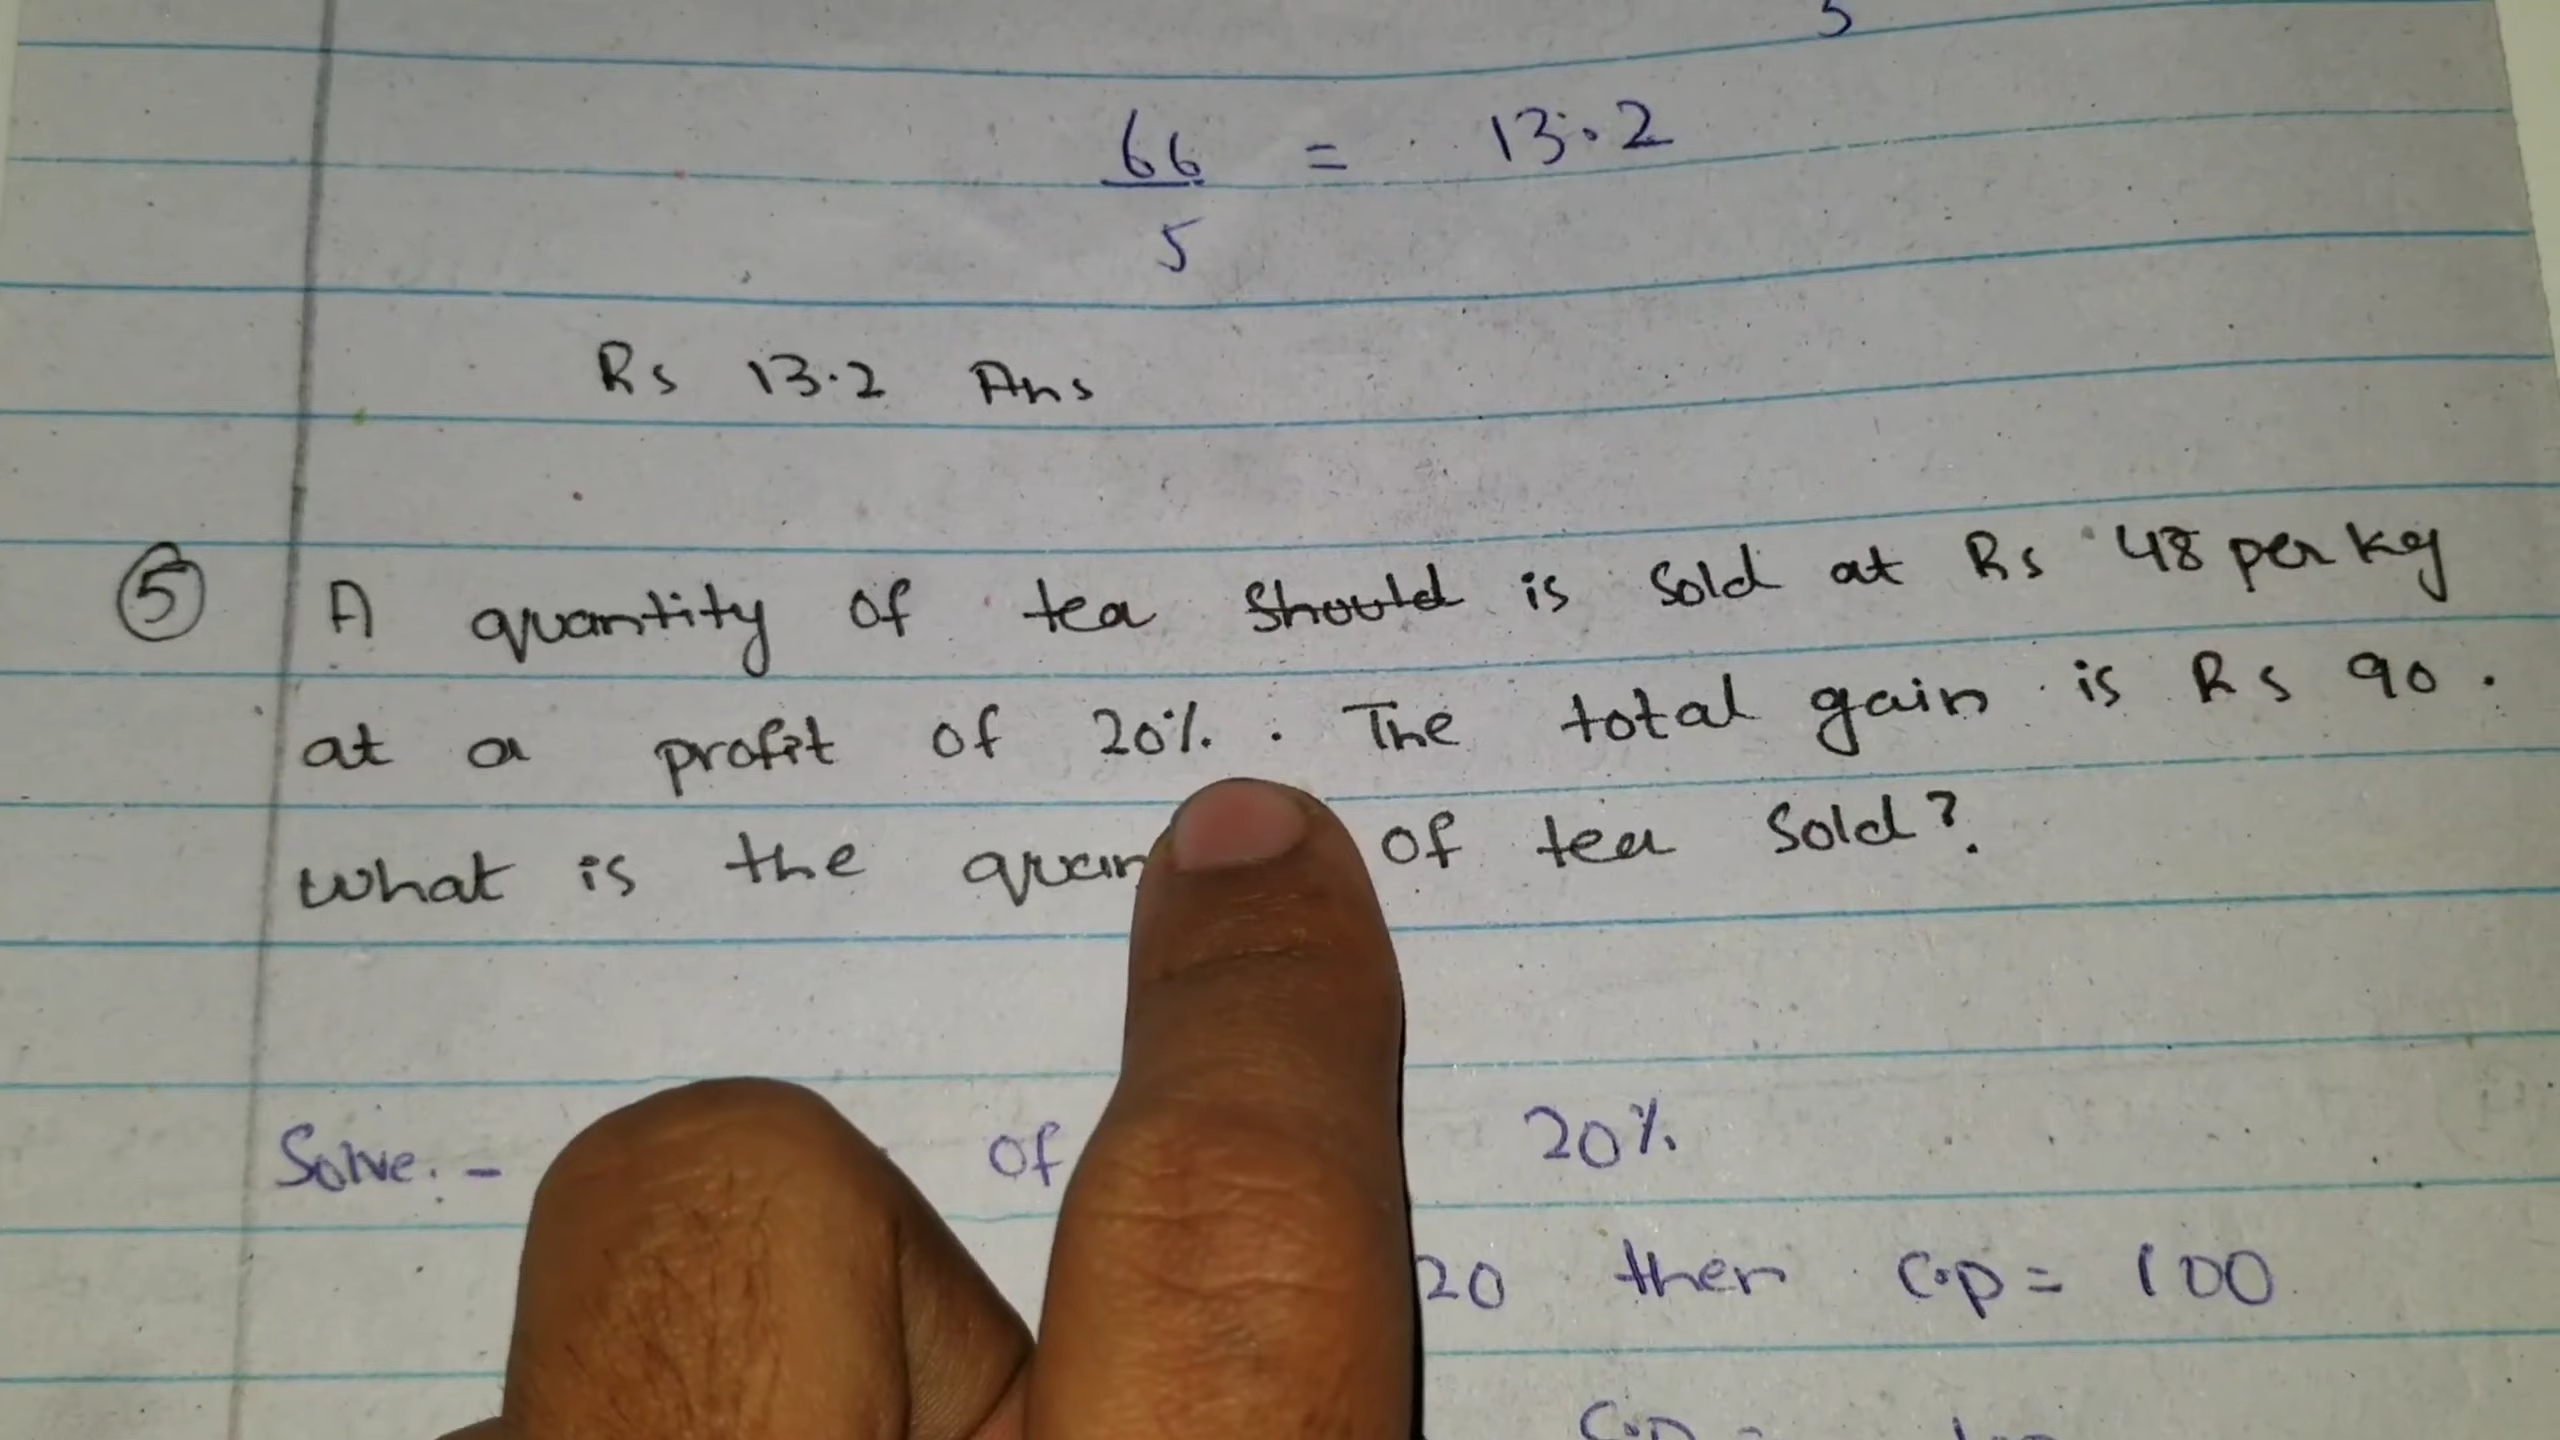 5
66 = 13.2
5
Rs 13.2 Ans
5 A quantity of tea should is sold at Rs 48 per kg
at a profit of 20%. The total gain is Rs 90.
What is the of tea sold?
Solve:- of 20%
20 then C.p = 100